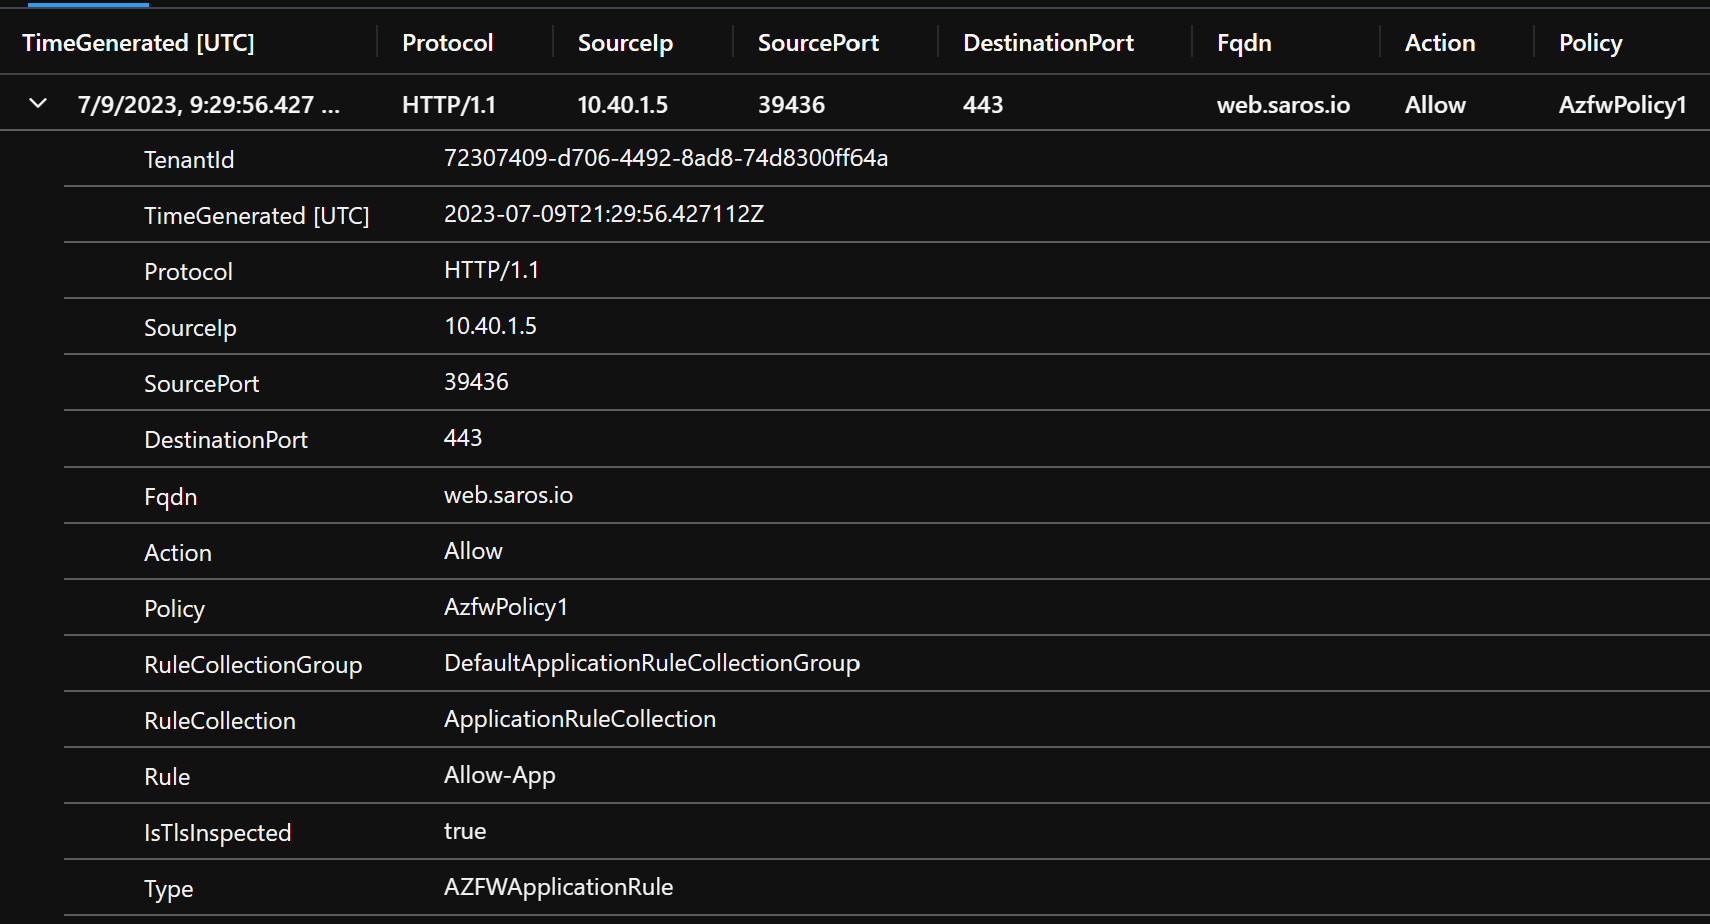 TimeGenerated [UTC] Protocol SourceIp SourcePort DestinationPort Fqdn Action Policy
7/9/2023, 9:29:56.427 ... HTTP/1.1 10.40.1.5 39436 443 web.saros.io Allow AzfwPolicy1
TenantId 72307409-d706-4492-8ad8-74d8300ff64a
TimeGenerated [UTC] 2023-07-09T21:29:56.427112Z
Protocol HTTP/1.1
SourceIp 10.40.1.5
SourcePort 39436
DestinationPort 443
Fqdn web.saros.io
Action Allow
Policy AzfwPolicy1
RuleCollectionGroup DefaultApplicationRuleCollectionGroup
RuleCollection ApplicationRuleCollection
Rule Allow-App
IsTlsInspected true
Type AZFWApplicationRule